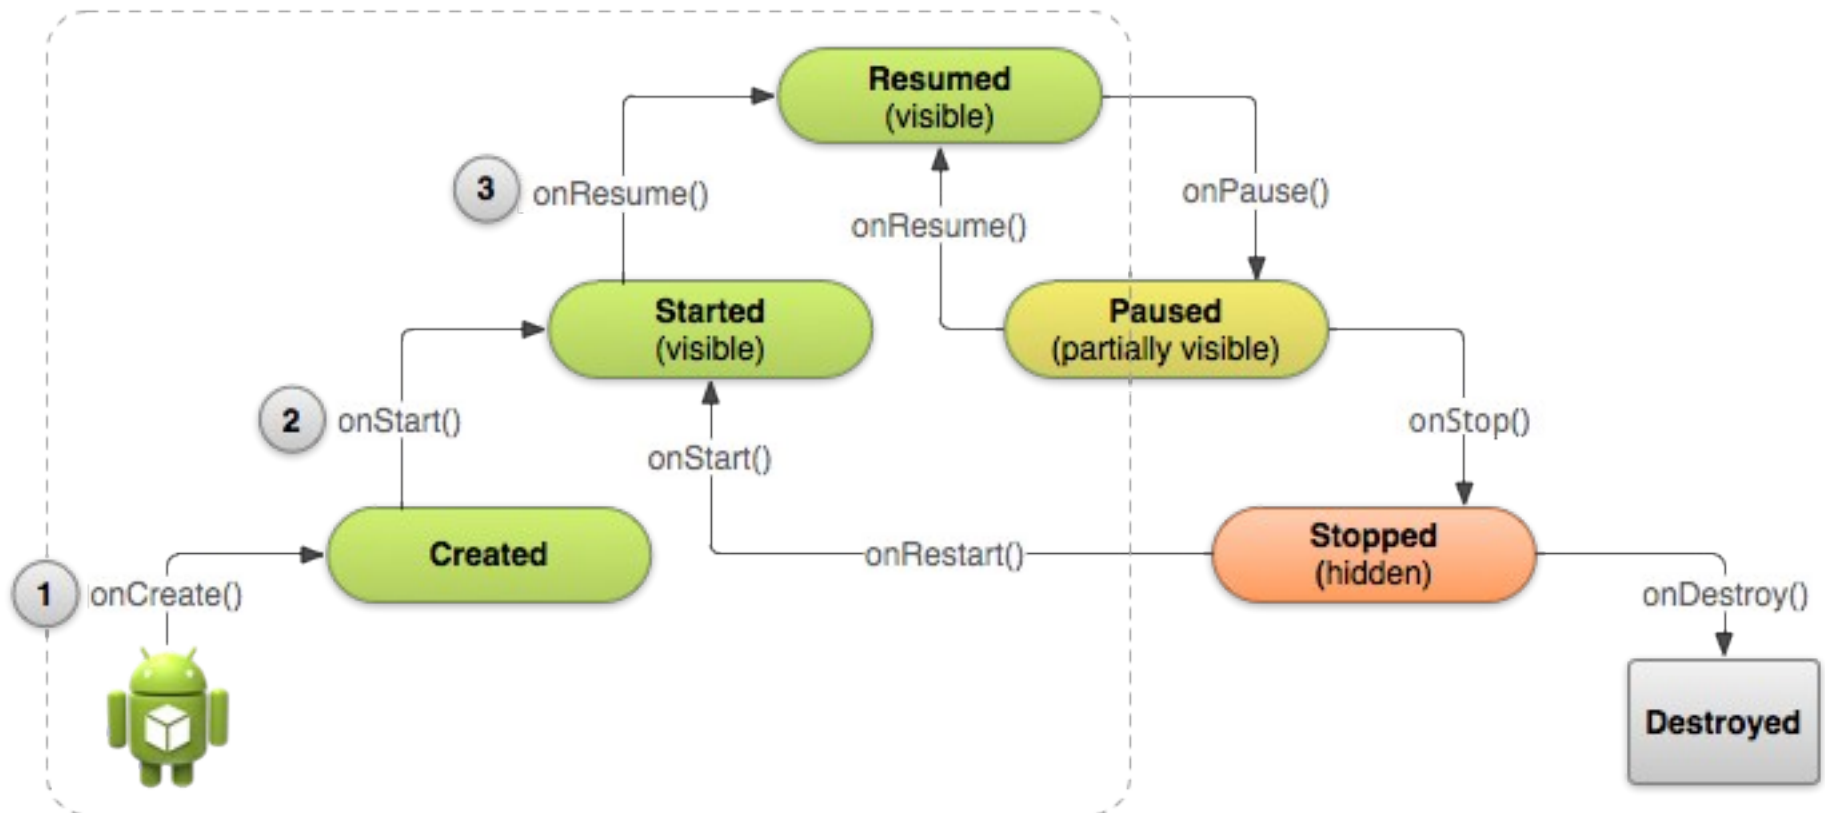 Resumed
(visible)
3
onResume()
onPause()
onResume()
Started
(visible)
Paused
(partially visible)
2
onStart()
onStop()
onStart()
Created
onRestart()
Stopped
(hidden)
1
onCreate()
onDestroy()
Destroyed